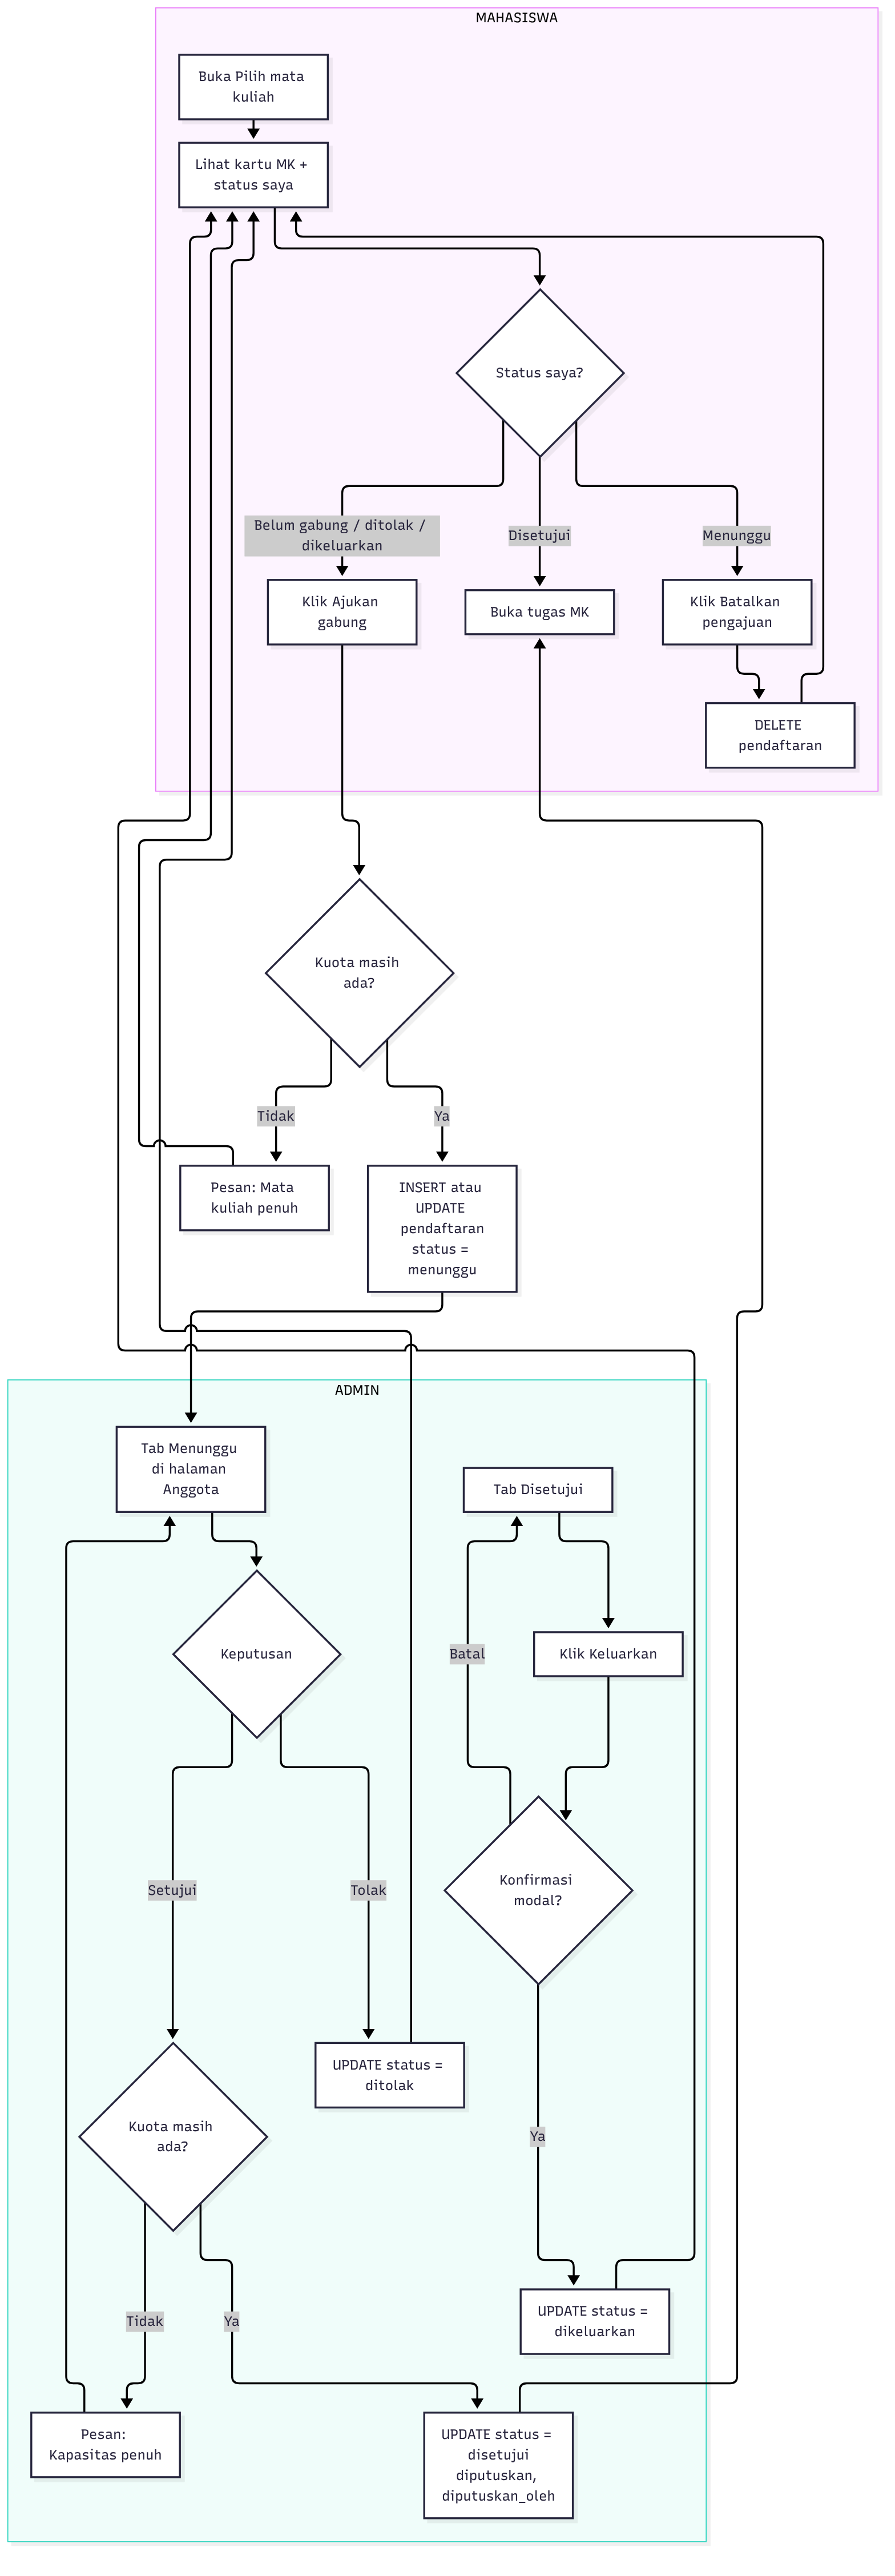 MAHASISWA
Buka Pilih mata
kuliah
Lihat kartu MK +
status saya
Status saya?
Belum gabung / ditolak /
dikeluarkan
Disetujui
Menunggu
Klik Ajukan
gabung
Buka tugas MK
Klik Batalkan
pengajuan
DELETE
pendaftaran
Kuota masih
ada?
Tidak
Ya
Pesan: Mata
kuliah penuh
INSERT atau
UPDATE
pendaftaran
status =
menunggu
ADMIN
Tab Menunggu
di halaman
Anggota
Tab Disetujui
Keputusan
Batal
Klik Keluarkan
Setujui
Tolak
Konfirmasi
modal?
UPDATE status =
ditolak
Kuota masih
ada?
Ya
Tidak
Ya
UPDATE status =
dikeluarkan
Pesan:
Kapasitas penuh
UPDATE status =
disetujui
diputuskan,
diputuskan_oleh